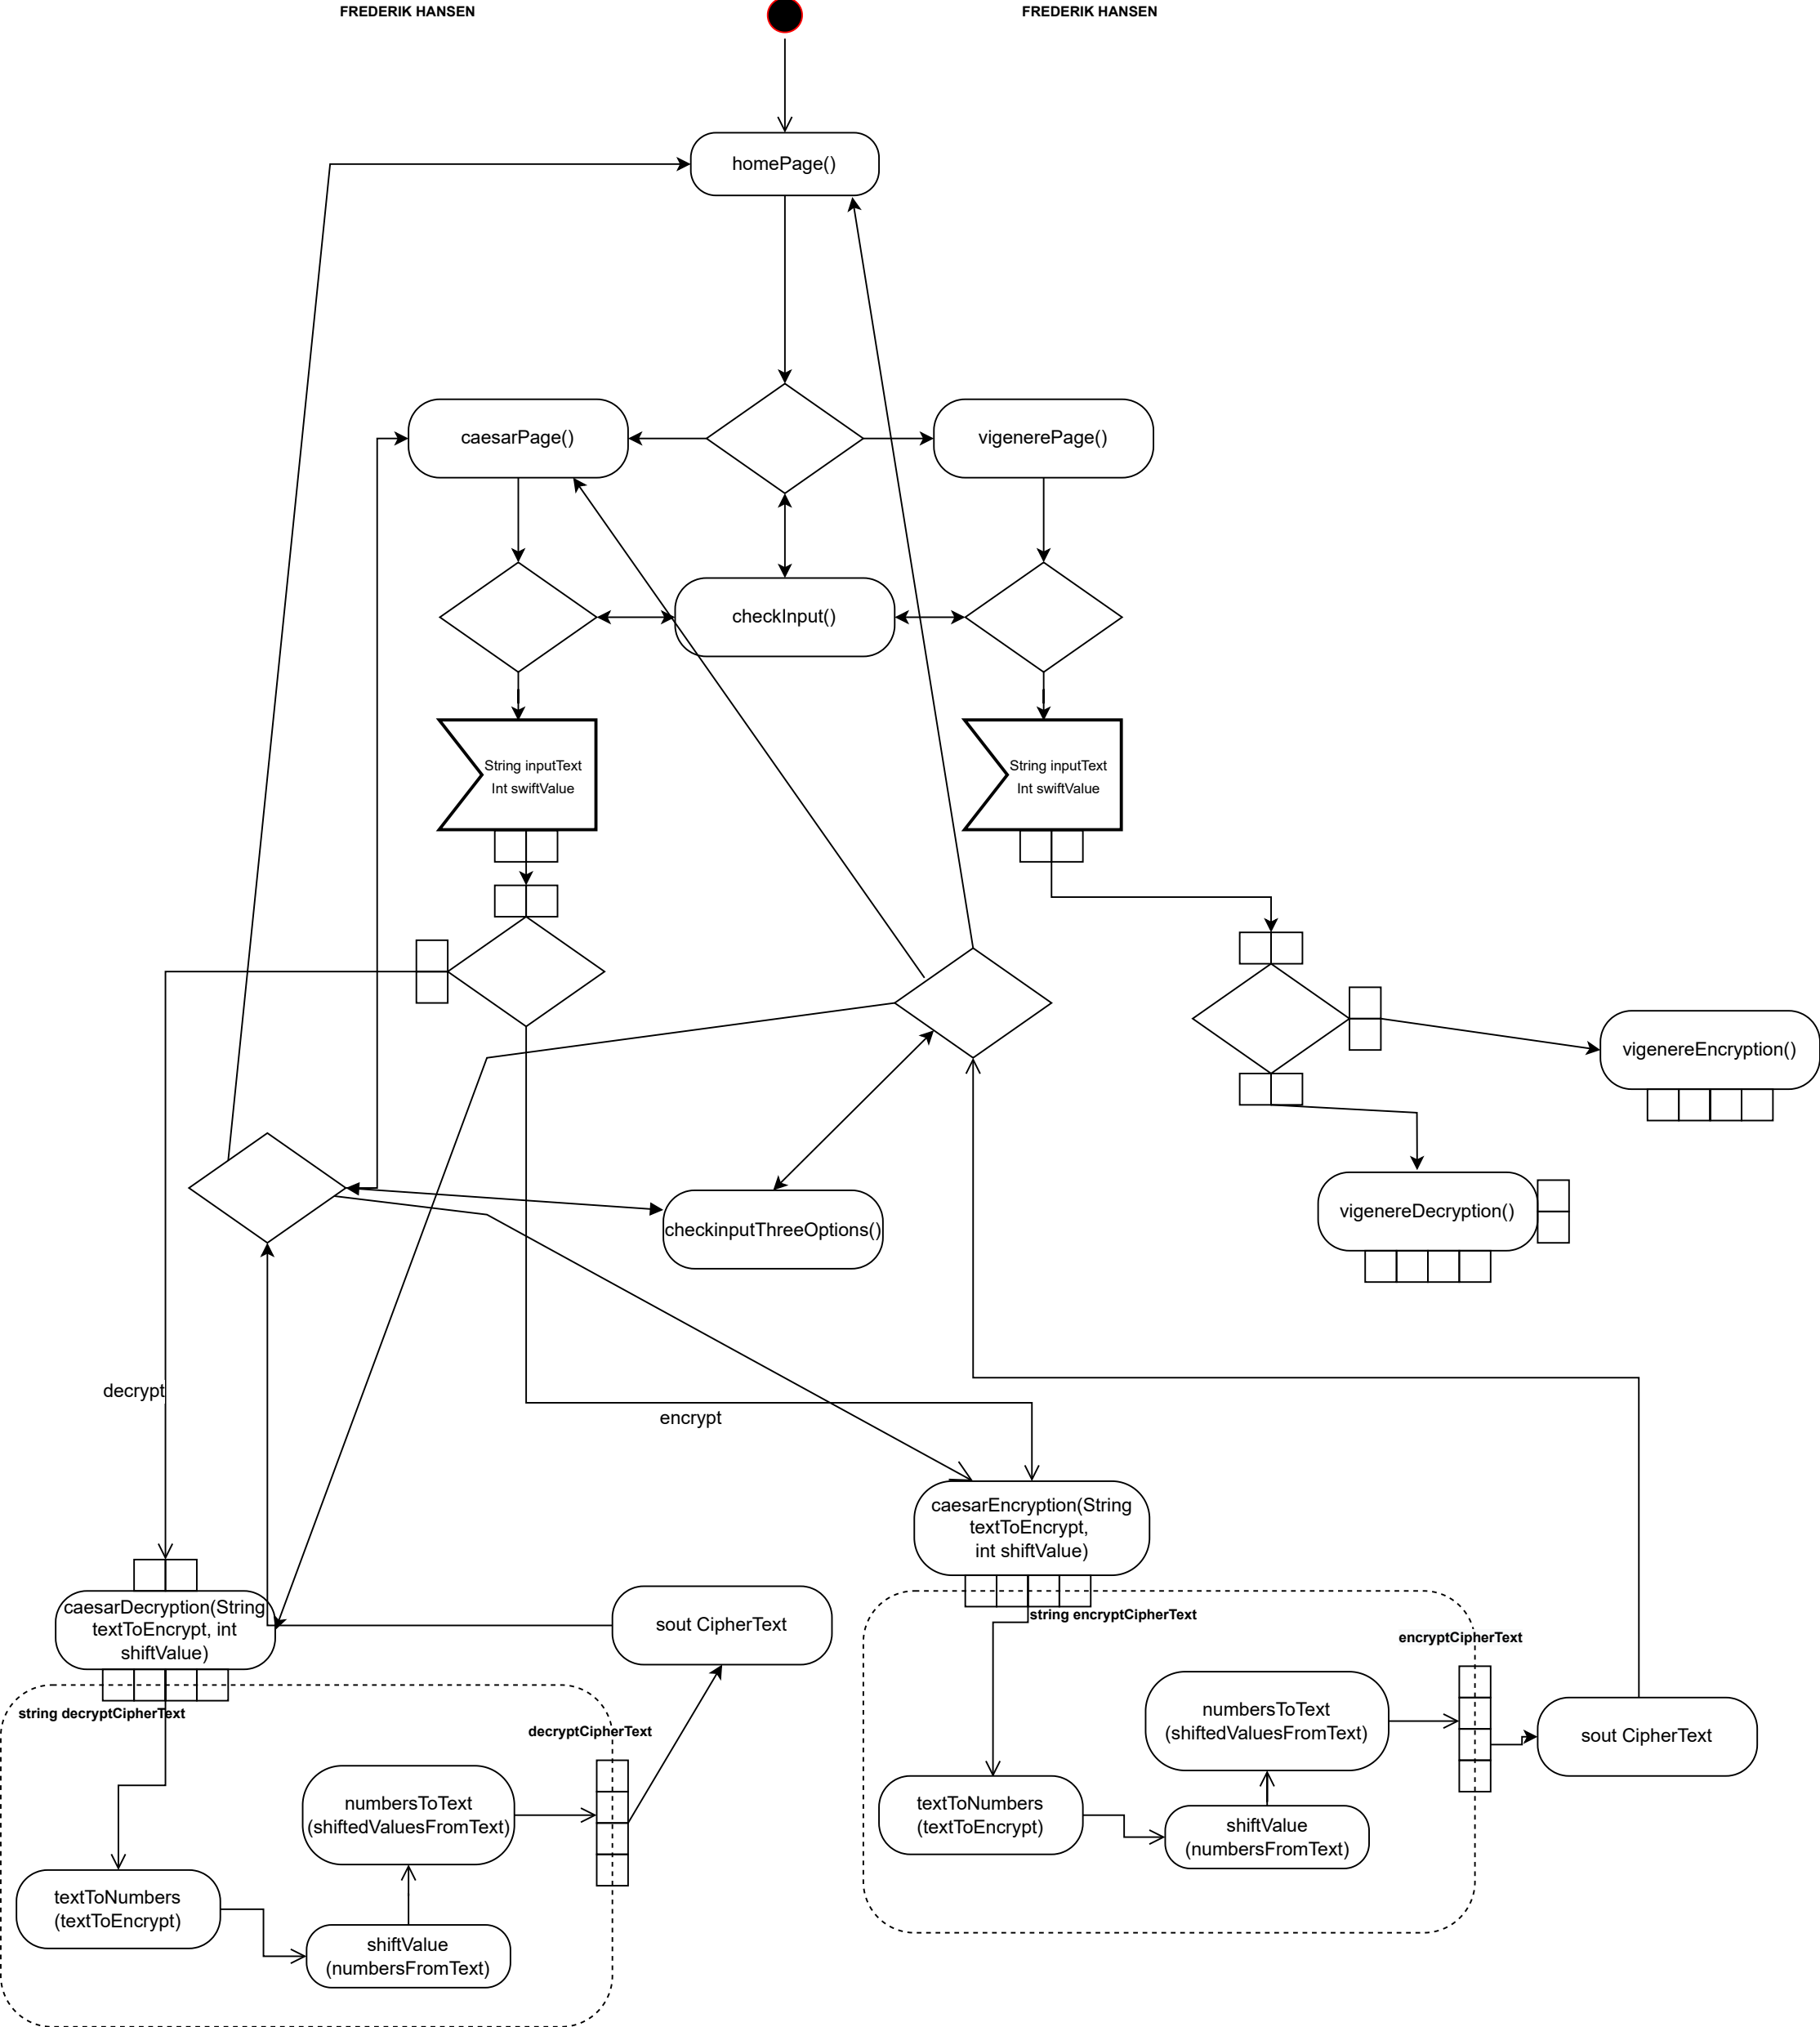 FREDERIK HANSEN
FREDERIK HANSEN
homePage()
caesarPage()
vigenerePage()
checkInput()
String inputText
Int swiftValue
String inputText
Int swiftValue
vigenereEncryption()
vigenereDecryption()
checkinputThreeOptions()
decrypt
encrypt
caesarEncryption(String
textToEncrypt,
int shiftValue)
caesarDecryption(String
textToEncrypt, int
shiftValue)
sout CipherText
string encryptCipherText
encryptCipherText
string decryptCipherText
decryptCipherText
numbersToText
(shiftedValuesFromText)
sout CipherText
numbersToText
(shiftedValuesFromText)
textToNumbers
(textToEncrypt)
shiftValue
(numbersFromText)
textToNumbers
(textToEncrypt)
shiftValue
(numbersFromText)